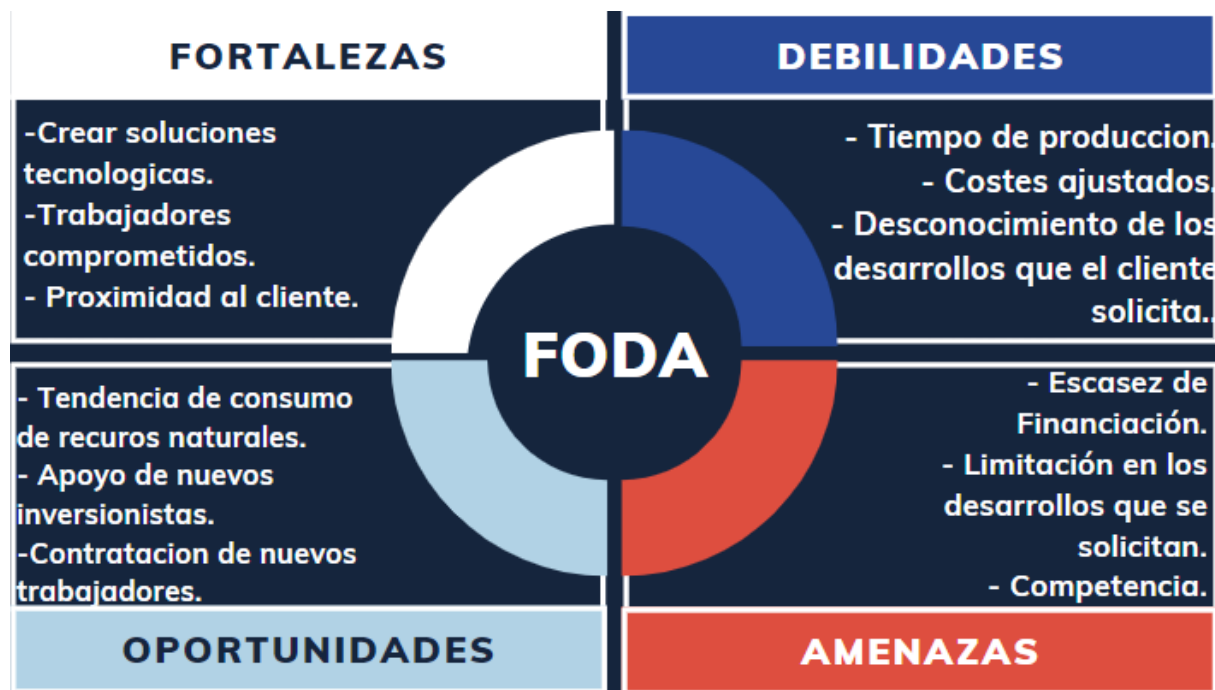 FORTALEZAS
-Crear soluciones
tecnologicas.
-Trabajadores
comprometidos.
- Proximidad al cliente.
DEBILIDADES
- Tiempo de produccion.
- Costes ajustados.
- Desconocimiento de los
desarrollos que el cliente
solicita..
FODA
- Tendencia de consumo
de recuros naturales.
- Apoyo de nuevos
inversionistas.
-Contratacion de nuevos
trabajadores.
OPORTUNIDADES
- Escasez de
Financiación.
- Limitación en los
desarrollos que se
solicitan.
- Competencia.
AMENAZAS